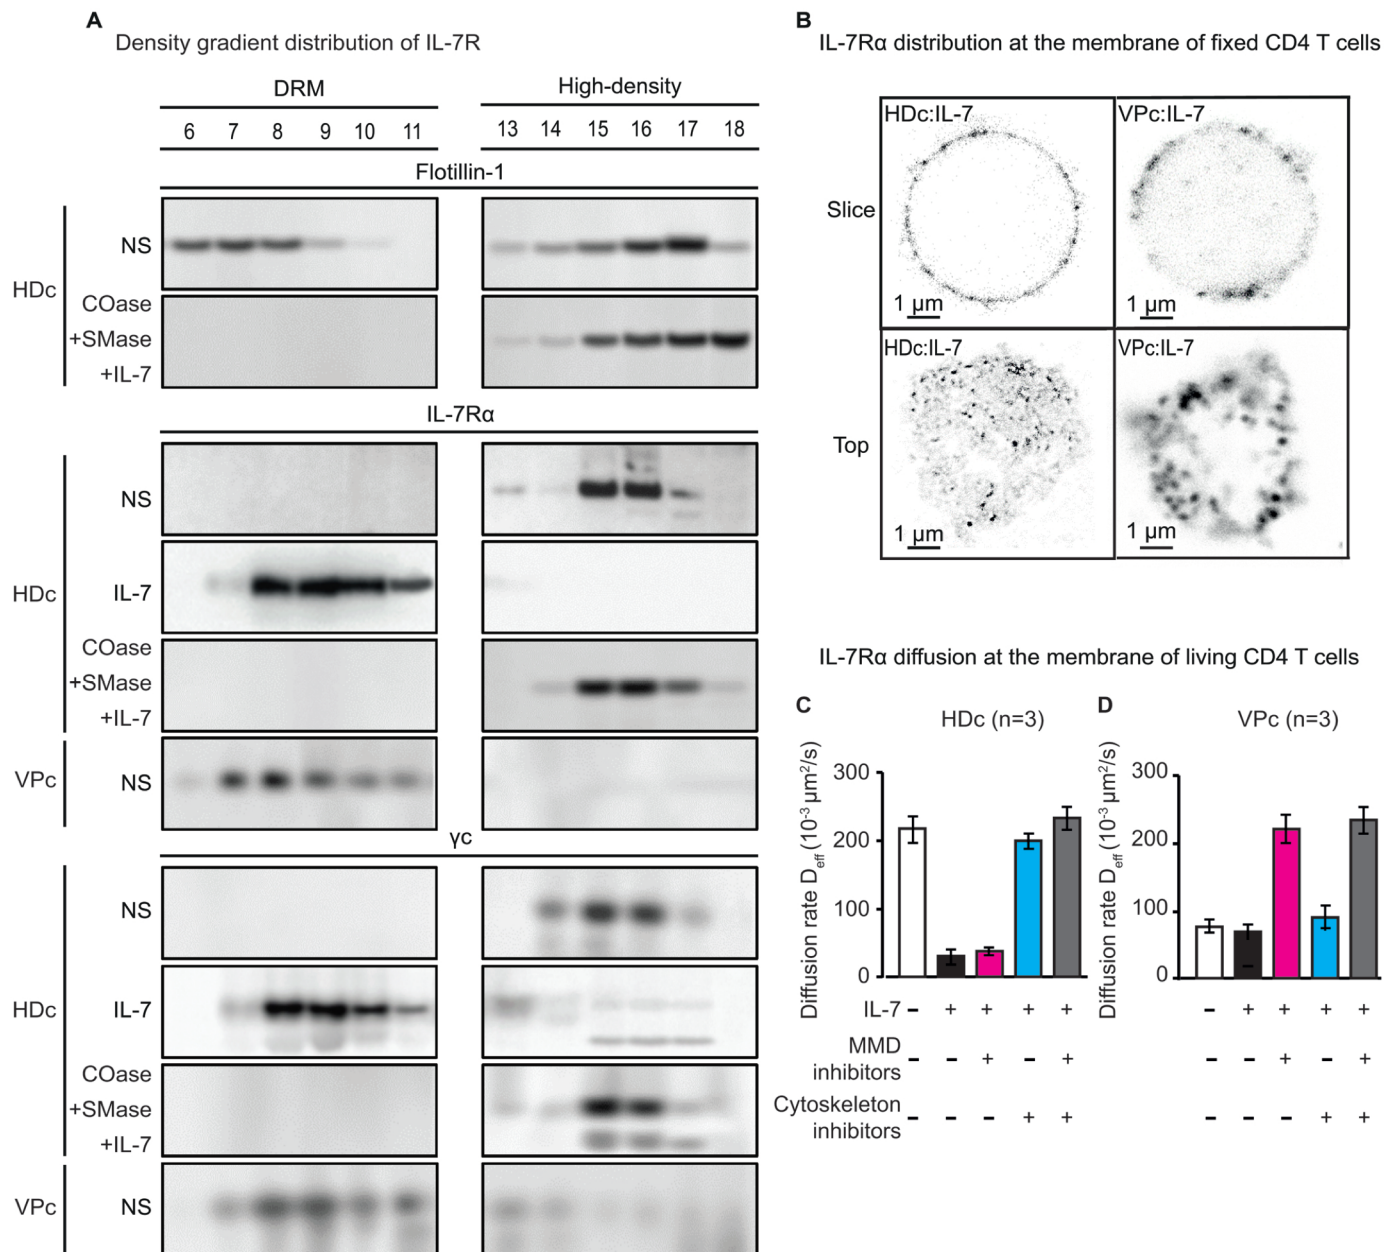 A
Density gradient distribution of IL-7R
DRM
High-density
6 7 8 9 10 11 13 14 15 16 17 18
Flotillin-1
HDc
NS
COase
+SMase
+IL-7
IL-7Rα
HDc
NS
IL-7
COase
+SMase
+IL-7
VPc
NS
γc
HDc
NS
IL-7
COase
+SMase
+IL-7
VPc
NS
B
IL-7Rα distribution at the membrane of fixed CD4 T cells
Slice
HDc:IL-7
1 µm
VPc:IL-7
1 µm
Top
HDc:IL-7
1 µm
VPc:IL-7
1 µm
IL-7Rα diffusion at the membrane of living CD4 T cells
C
HDc (n=3)
Diffusion rate Deff (10-3 µm2/s)
300
200
100
0
IL-7 – + + + +
MMD
inhibitors – – + – +
Cytoskeleton
inhibitors – – – + +
D
VPc (n=3)
Diffusion rate Deff (10-3 µm2/s)
300
200
100
0
– + + + +
– – + – +
– – – + +